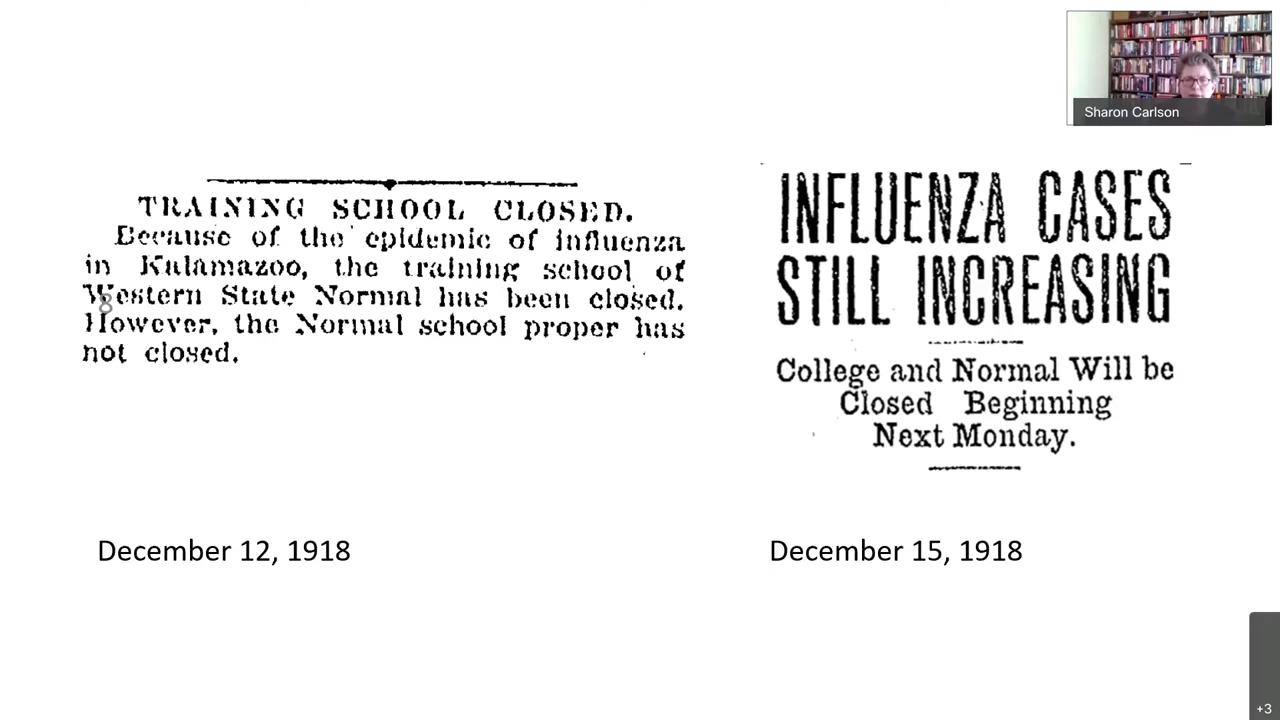 Sharon Carlson
TRAINING SCHOOL CLOSED.
Because of the epidemic of influenza
in Kalamazoo, the training school of
Western State Normal has been closed.
However, the Normal school proper has
not closed.
8
INFLUENZA CASES
STILL INCREASING
College and Normal Will be
Closed Beginning
Next Monday.
December 12, 1918
December 15, 1918
+3